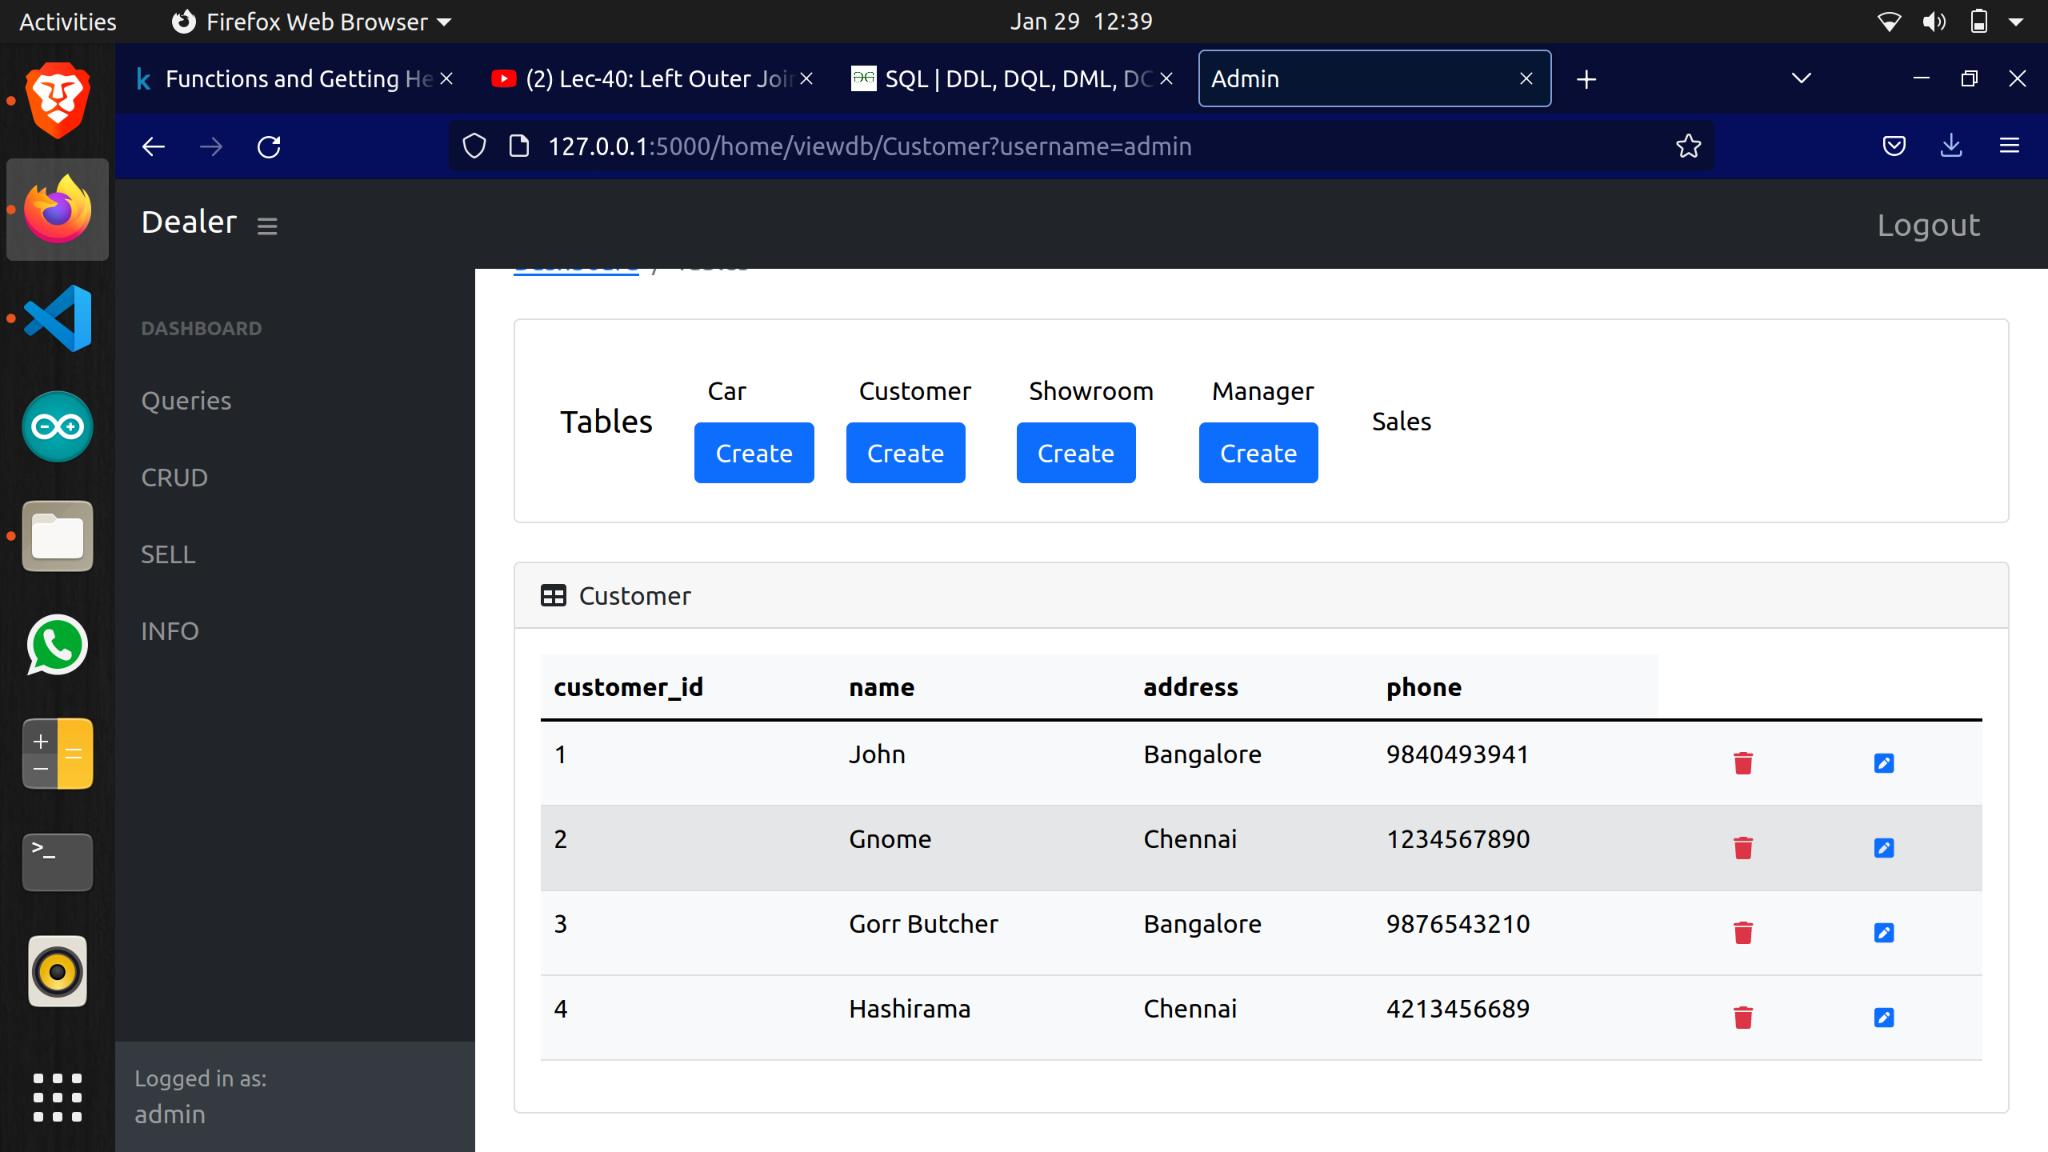 Activities Firefox Web Browser Jan 29 12:39
Functions and Getting He (2) Lec-40: Left Outer Join SQL | DDL, DQL, DML, DC Admin
127.0.0.1:5000/home/viewdb/Customer?username=admin
Dealer Logout
Dashboard / Tables
DASHBOARD
Queries
CRUD
SELL
INFO
Logged in as:
admin
Tables
Car Customer Showroom Manager Sales
Create Create Create Create
Customer
customer_id name address phone
1 John Bangalore 9840493941
2 Gnome Chennai 1234567890
3 Gorr Butcher Bangalore 9876543210
4 Hashirama Chennai 4213456689